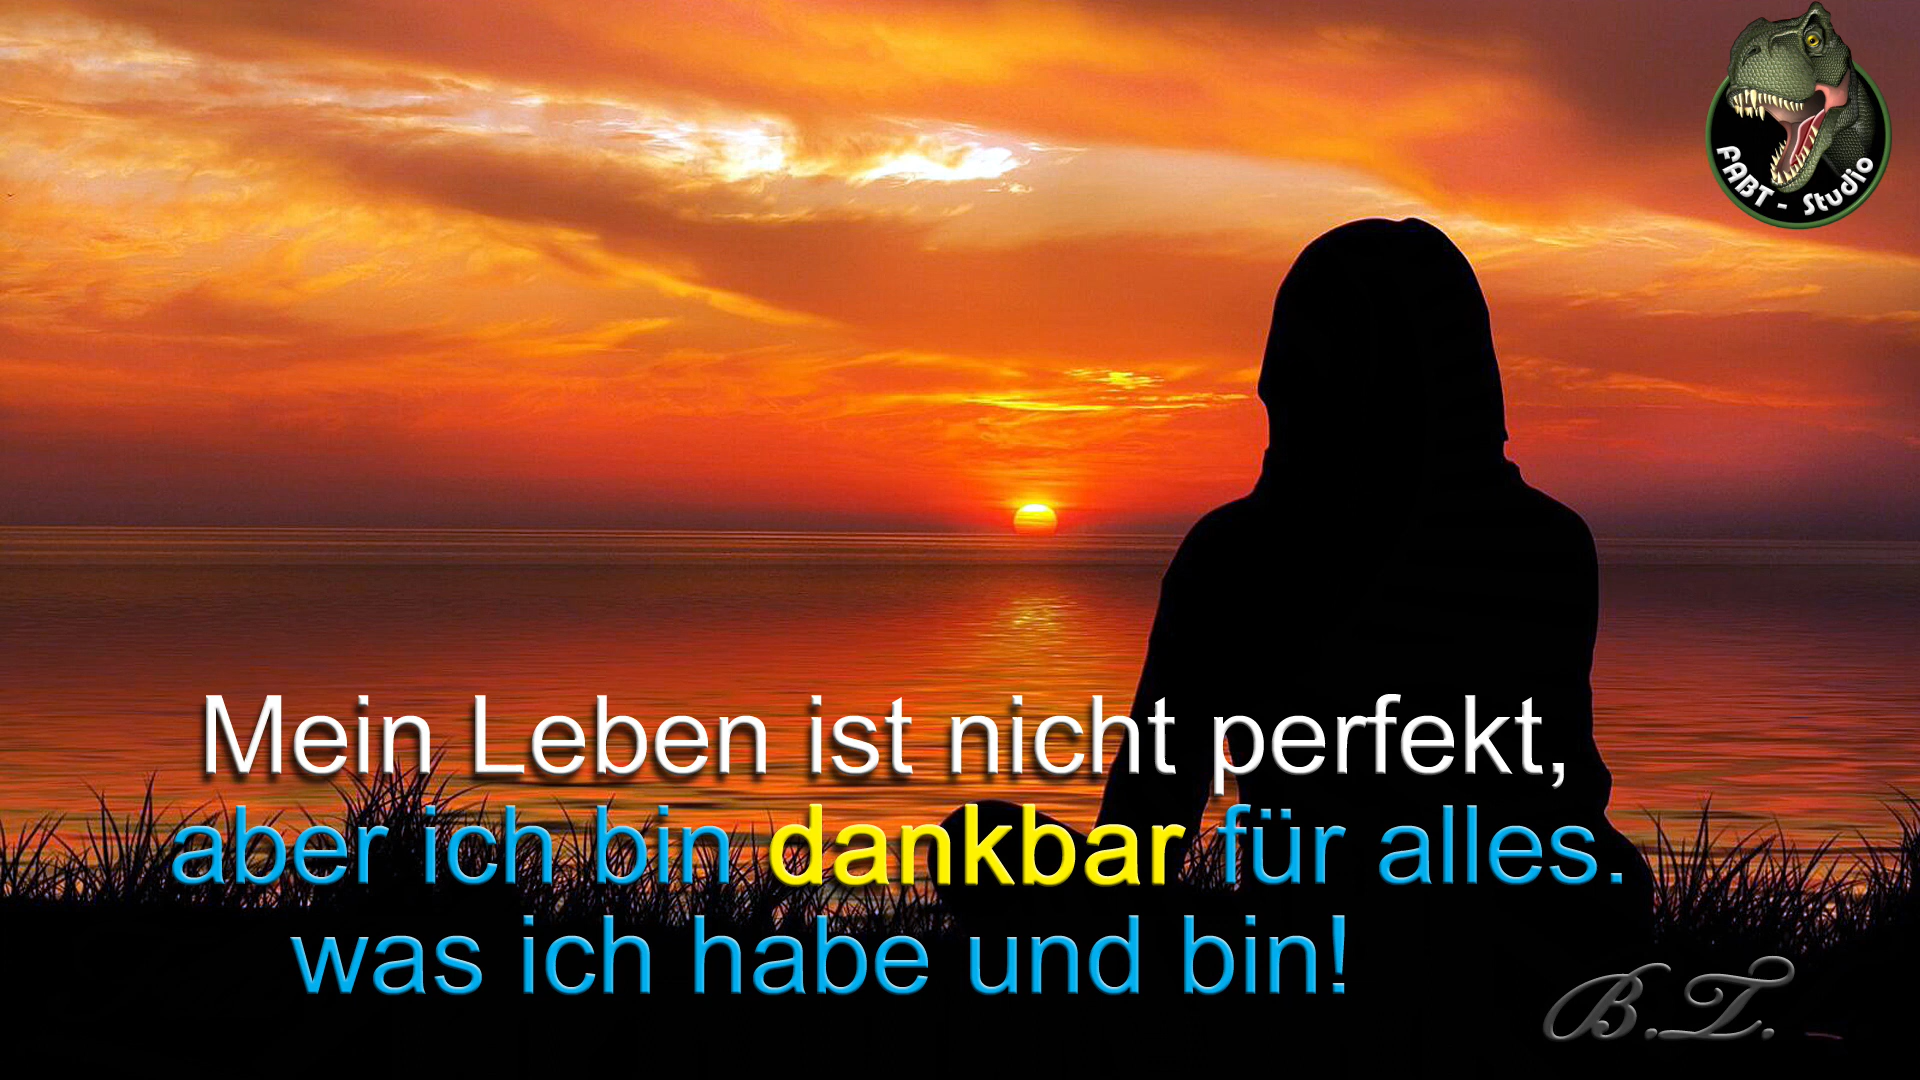 FABT - Studio
Mein Leben ist nicht perfekt,
aber ich bin dankbar für alles.
was ich habe und bin!
B.T.